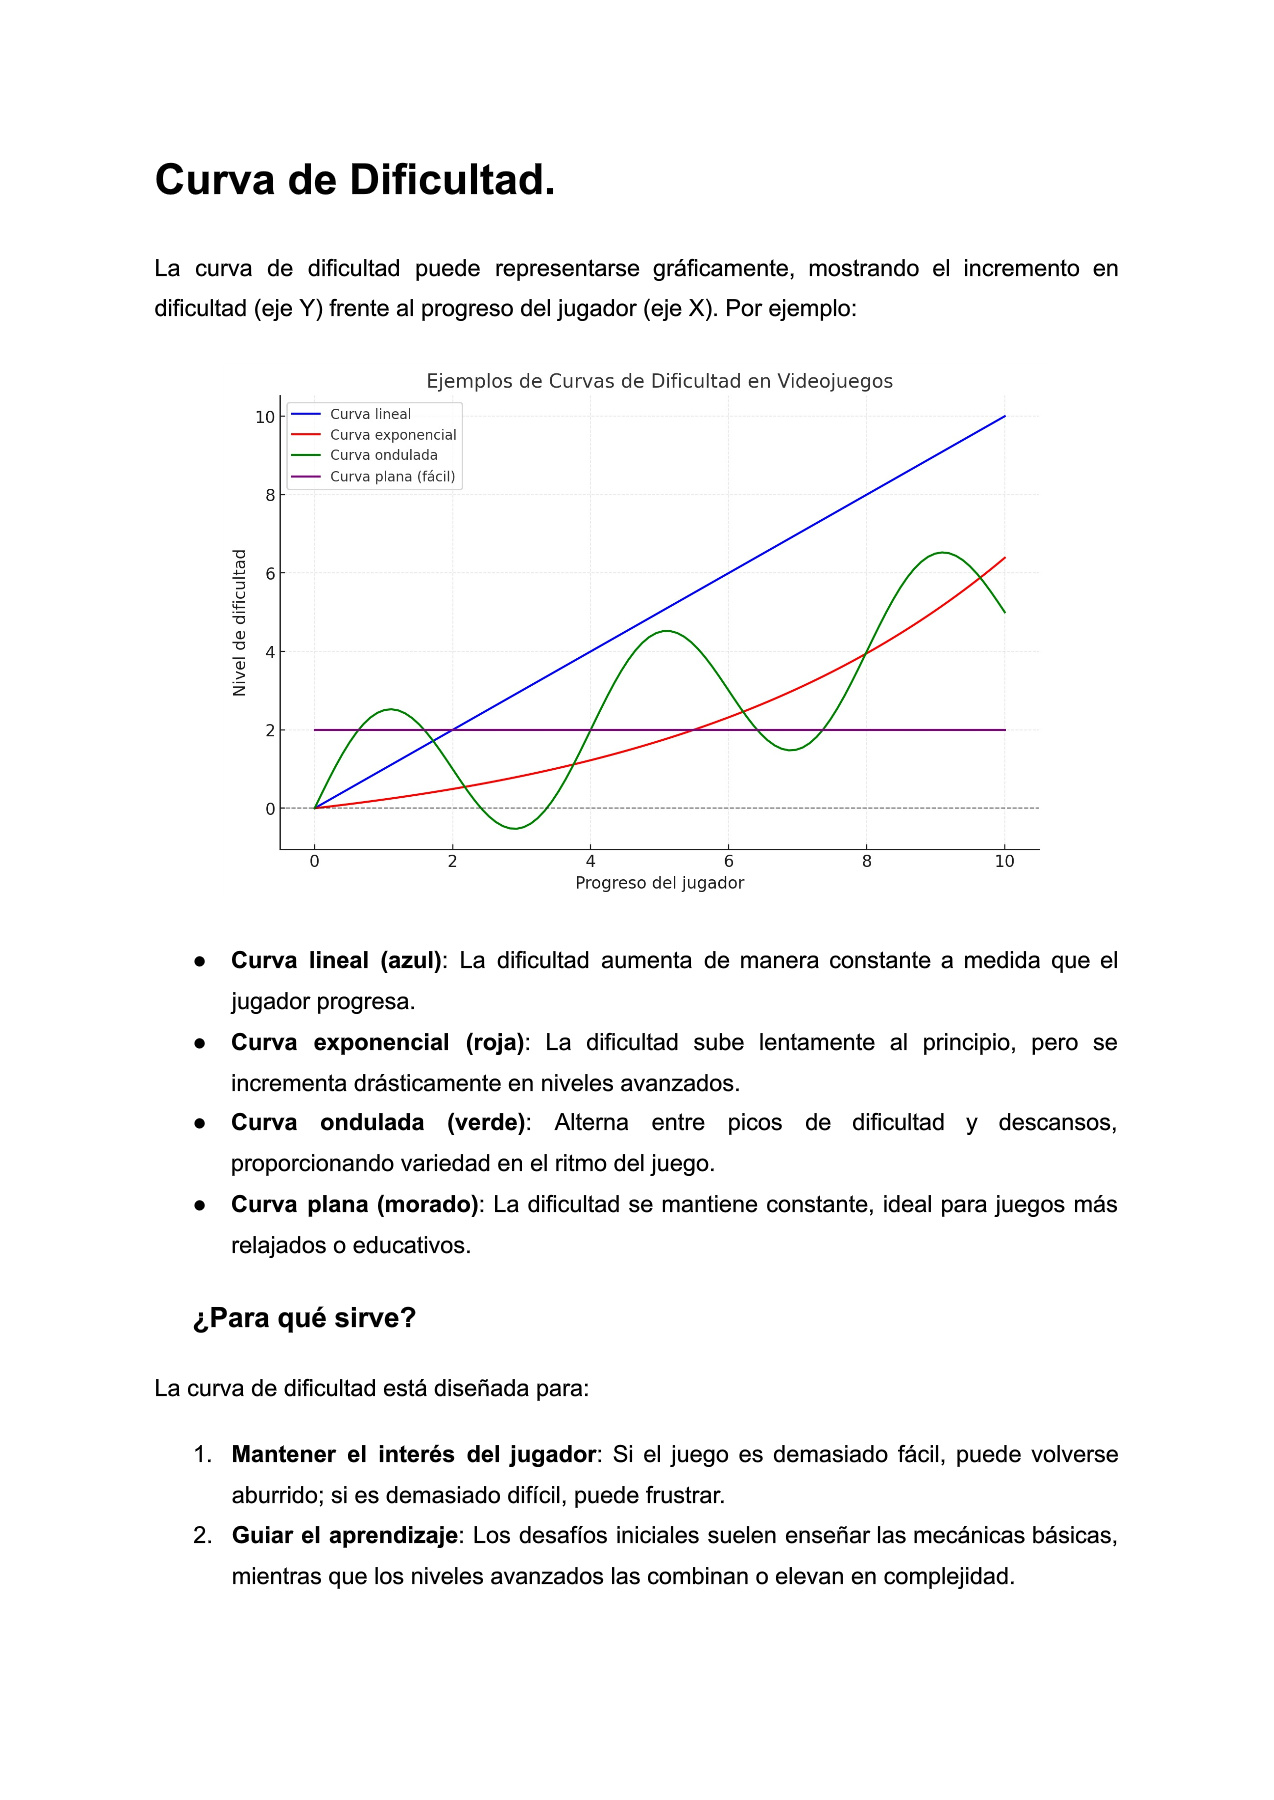 Curva de Dificultad.
La curva de dificultad puede representarse gráficamente, mostrando el incremento en
dificultad (eje Y) frente al progreso del jugador (eje X). Por ejemplo:
Ejemplos de Curvas de Dificultad en Videojuegos
Curva lineal
Curva exponencial
Curva ondulada
Curva plana (fácil)
Nivel de dificultad
10
8
6
4
2
0
0 2 4 6 8 10
Progreso del jugador
● Curva lineal (azul): La dificultad aumenta de manera constante a medida que el
jugador progresa.
● Curva exponencial (roja): La dificultad sube lentamente al principio, pero se
incrementa drásticamente en niveles avanzados.
● Curva ondulada (verde): Alterna entre picos de dificultad y descansos,
proporcionando variedad en el ritmo del juego.
● Curva plana (morado): La dificultad se mantiene constante, ideal para juegos más
relajados o educativos.
¿Para qué sirve?
La curva de dificultad está diseñada para:
1. Mantener el interés del jugador: Si el juego es demasiado fácil, puede volverse
aburrido; si es demasiado difícil, puede frustrar.
2. Guiar el aprendizaje: Los desafíos iniciales suelen enseñar las mecánicas básicas,
mientras que los niveles avanzados las combinan o elevan en complejidad.